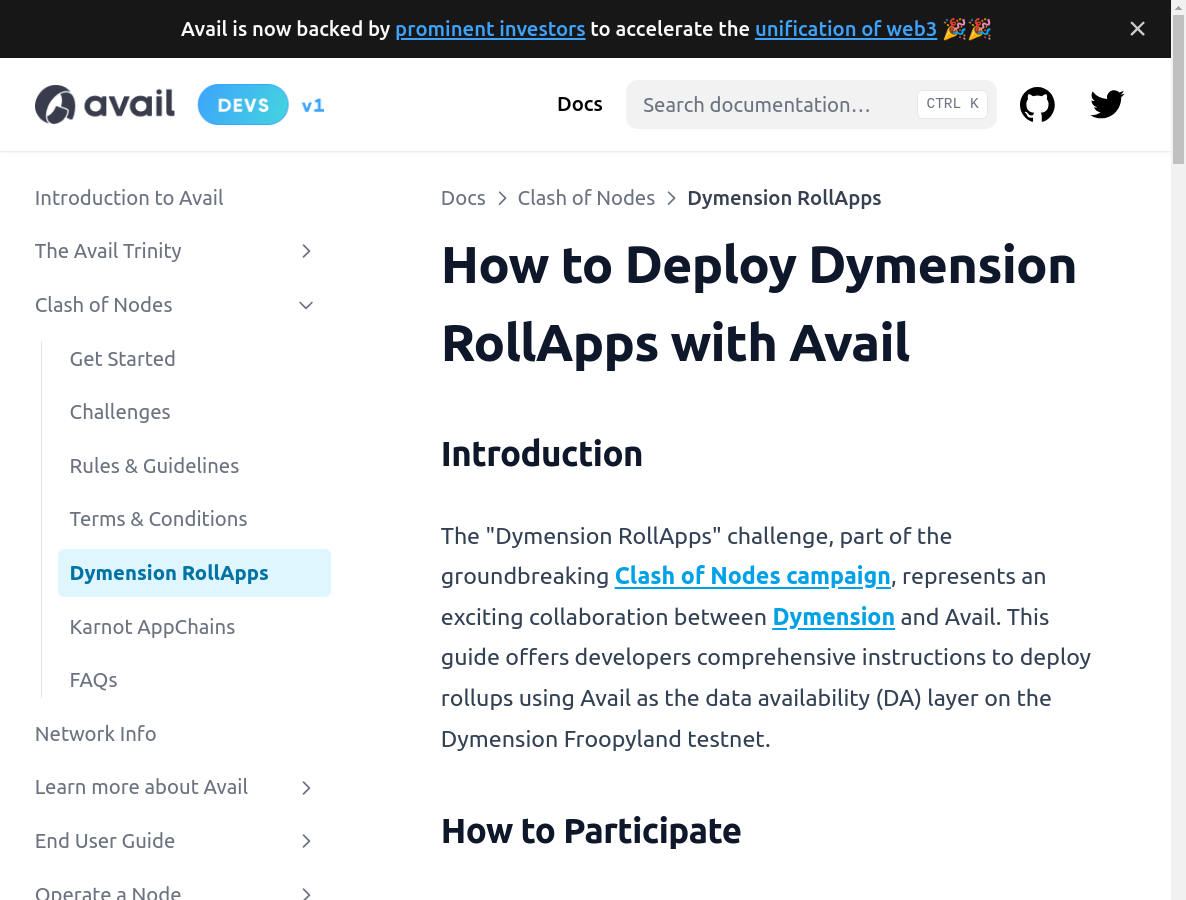 Avail is now backed by prominent investors to accelerate the unification of web3 🎉🎉
avail DEVS v1
Docs
Search documentation…
CTRL K
Introduction to Avail
The Avail Trinity
Clash of Nodes
Get Started
Challenges
Rules & Guidelines
Terms & Conditions
Dymension RollApps
Karnot AppChains
FAQs
Network Info
Learn more about Avail
End User Guide
Operate a Node
Docs > Clash of Nodes > Dymension RollApps
How to Deploy Dymension
RollApps with Avail
Introduction
The "Dymension RollApps" challenge, part of the
groundbreaking Clash of Nodes campaign, represents an
exciting collaboration between Dymension and Avail. This
guide offers developers comprehensive instructions to deploy
rollups using Avail as the data availability (DA) layer on the
Dymension Froopyland testnet.
How to Participate